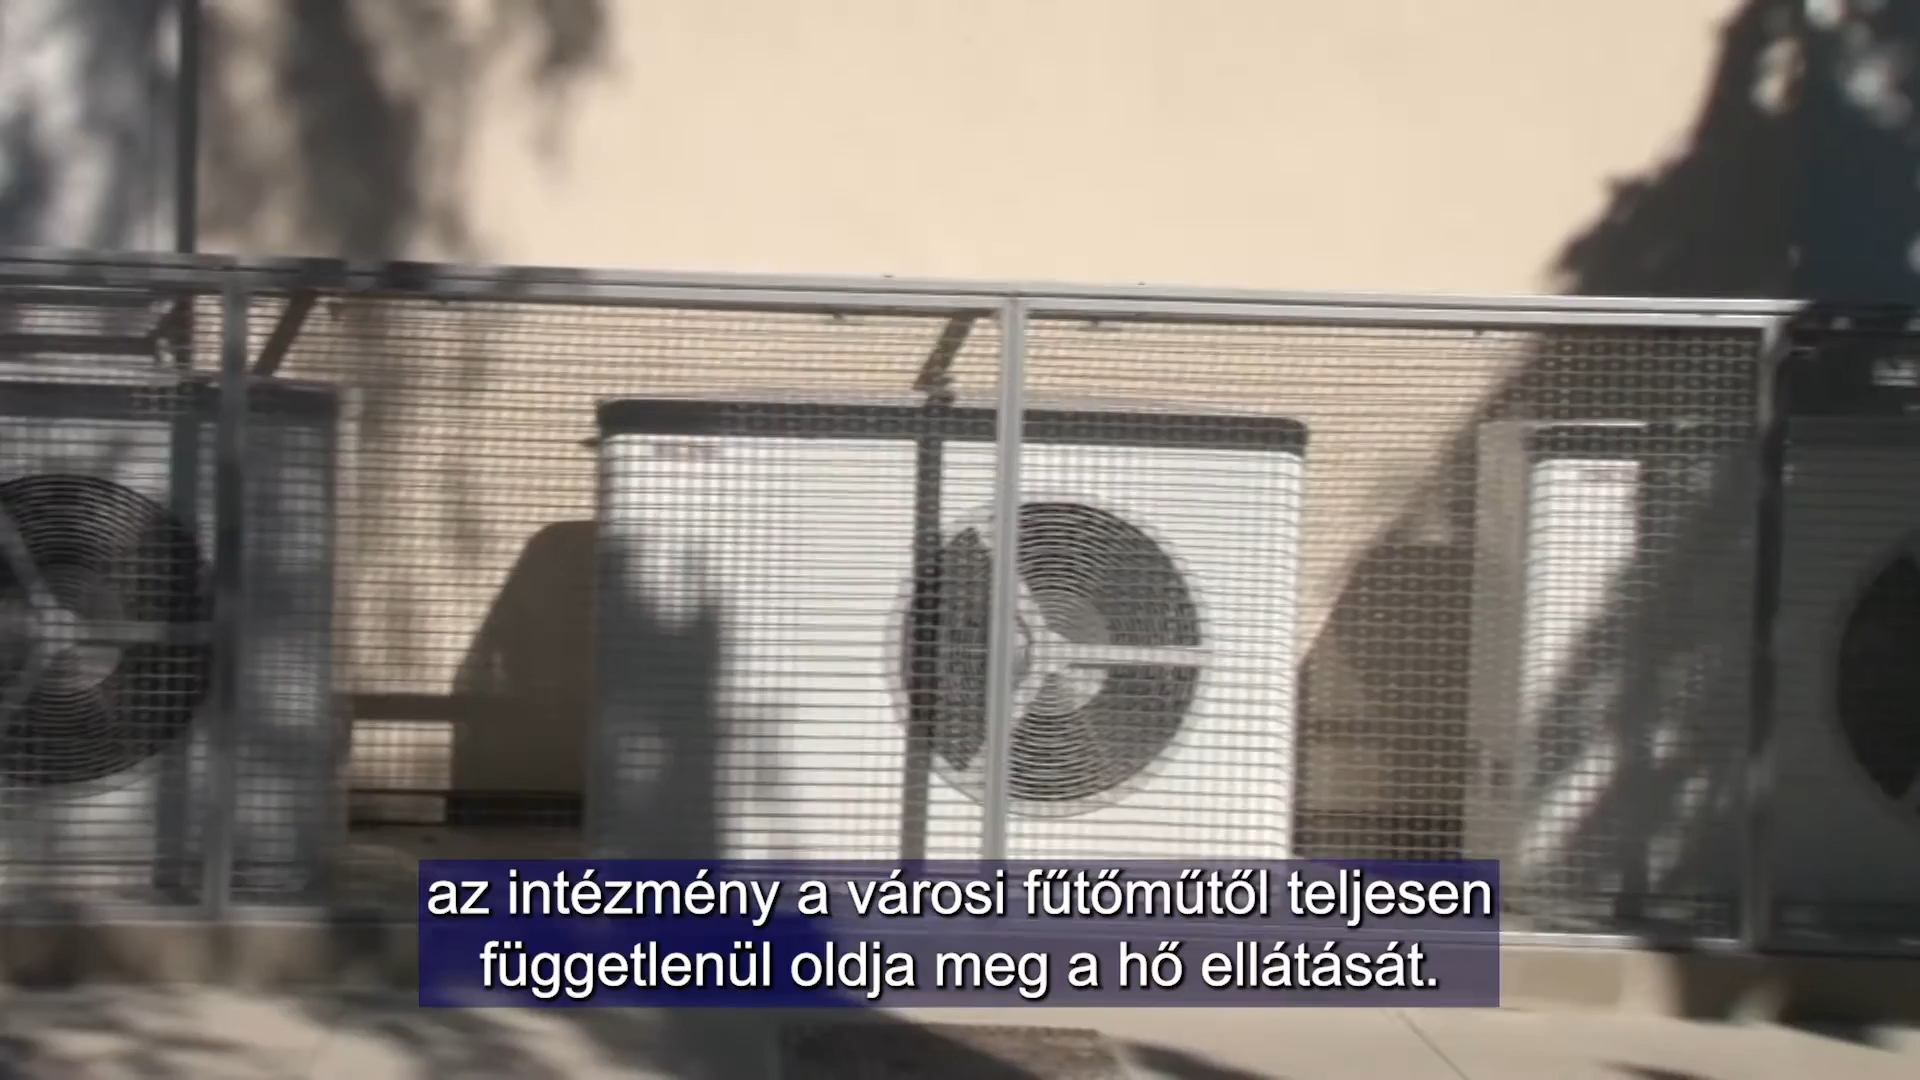 az intézmény a városi fűtőműtől teljesen
függetlenül oldja meg a hő ellátását.